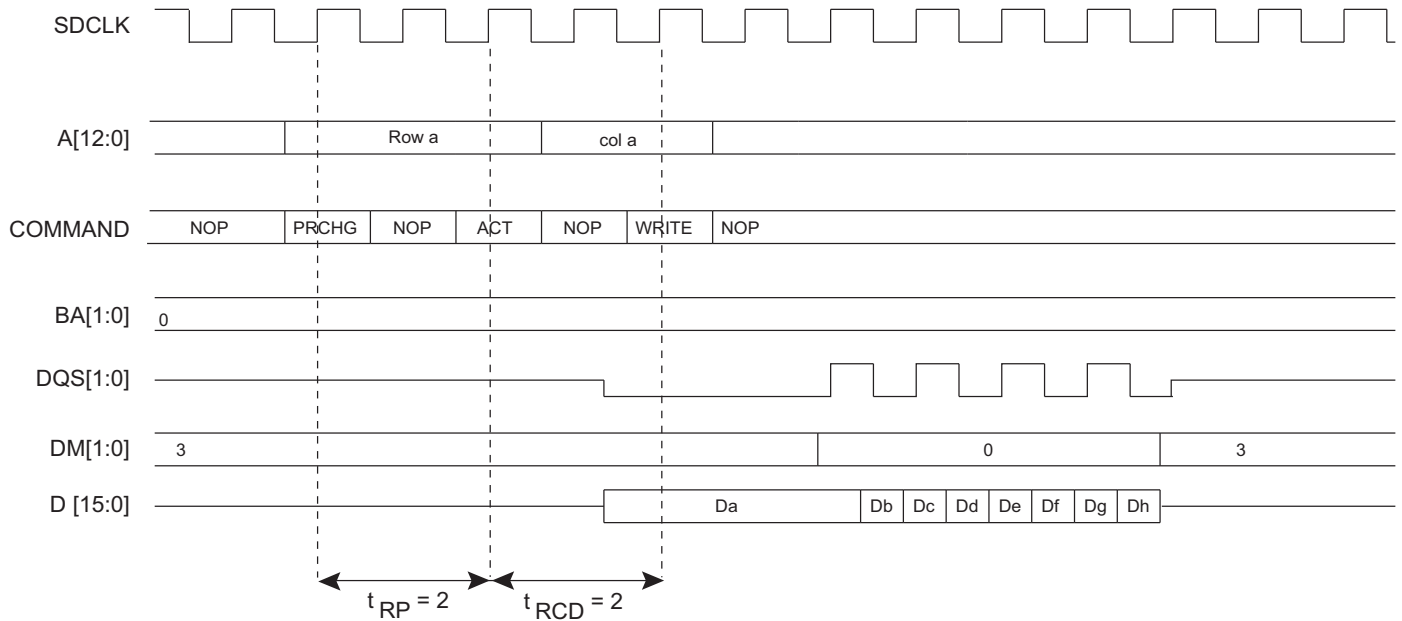 SDCLK
A[12:0] Row a col a
COMMAND NOP PRCHG NOP ACT NOP WRITE NOP
BA[1:0] 0
DQS[1:0]
DM[1:0] 3 0 3
D [15:0] Da Db Dc Dd De Df Dg Dh
t RP = 2 t RCD = 2